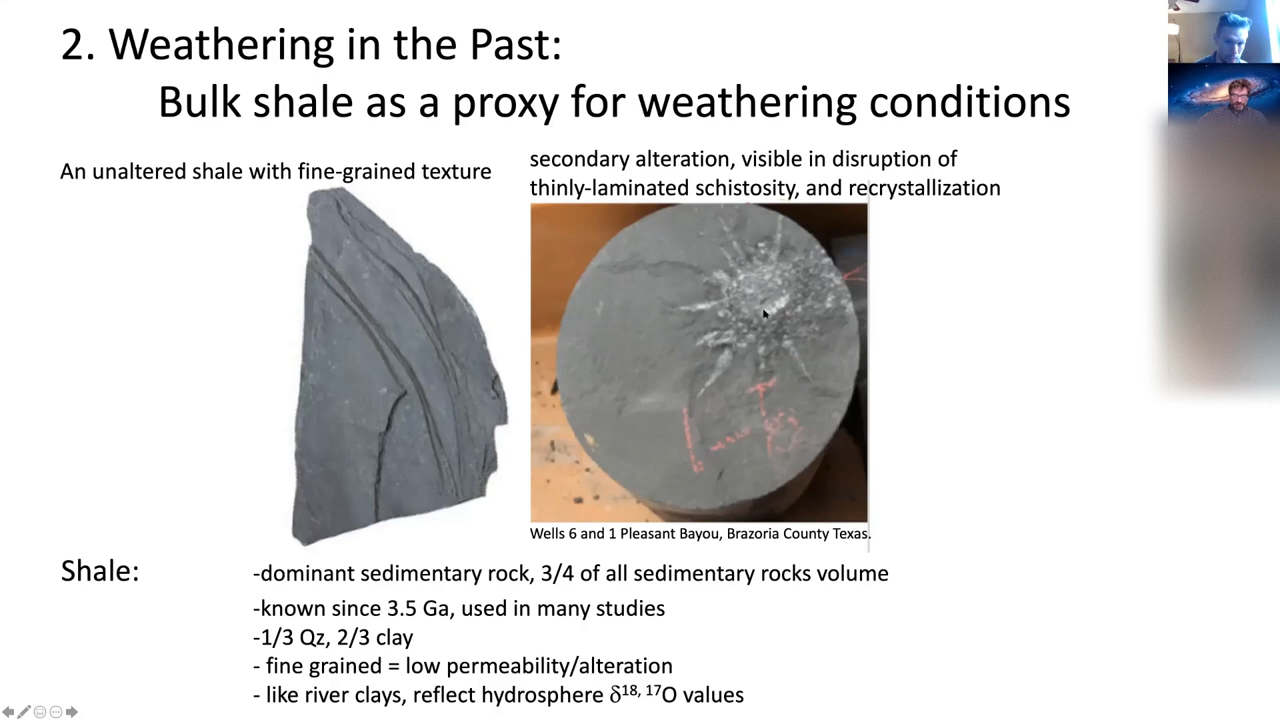 2. Weathering in the Past:
Bulk shale as a proxy for weathering conditions
An unaltered shale with fine-grained texture
secondary alteration, visible in disruption of
thinly-laminated schistosity, and recrystallization
Wells 6 and 1 Pleasant Bayou, Brazoria County Texas.
Shale:
-dominant sedimentary rock, 3/4 of all sedimentary rocks volume
-known since 3.5 Ga, used in many studies
-1/3 Qz, 2/3 clay
- fine grained = low permeability/alteration
- like river clays, reflect hydrosphere δ18, 17O values